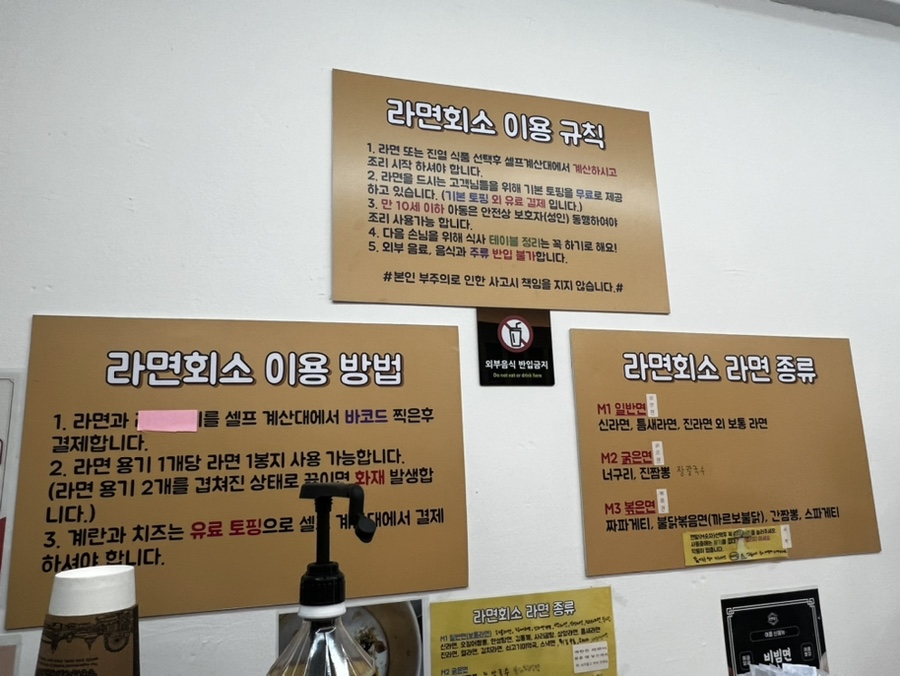 라면회소 이용 규칙
1. 라면 또는 진열 식품 선택후 셀프계산대에서 계산하시고
조리 시작 하셔야 합니다.
2. 라면을 드시는 고객님들을 위해 기본 토핑을 무료로 제공
하고 있습니다. (기본 토핑 외 유료 결제 입니다.)
3. 만 10세 이하 아동은 안전상 보호자(성인) 동행하여야
조리 사용가능 합니다.
4. 다음 손님을 위해 식사 테이블 정리는 꼭 하기로 해요!
5. 외부 음료, 음식과 주류 반입 불가합니다.
#본인 부주의로 인한 사고시 책임을 지지 않습니다.#
외부음식 반입금지
Do not eat or drink here
라면회소 이용 방법
1. 라면과 를 셀프 계산대에서 바코드 찍은후
결제합니다.
2. 라면 용기 1개당 라면 1봉지 사용 가능합니다.
(라면 용기 2개를 겹쳐진 상태로 끓이면 화재 발생합
니다.)
3. 계란과 치즈는 유료 토핑으로 셀프 계산대에서 결제
하셔야 합니다.
라면회소 라면 종류
M1 일반면
신라면, 틈새라면, 진라면 외 보통 라면
M2 굵은면
너구리, 진짬뽕
M3 볶은면
짜파게티, 불닭볶음면(까르보불닭), 간짬뽕, 스파게티
라면회소 라면 종류
M1 일반면(보통라면)
M2 굵은면
비빔면